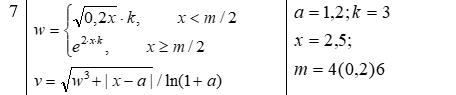 7
w = { √0,2x · k, x < m / 2
e^{2·x·k}, x ≥ m / 2
v = √w³+ | x − a | / ln(1 + a)
a = 1,2; k = 3
x = 2,5;
m = 4(0,2)6